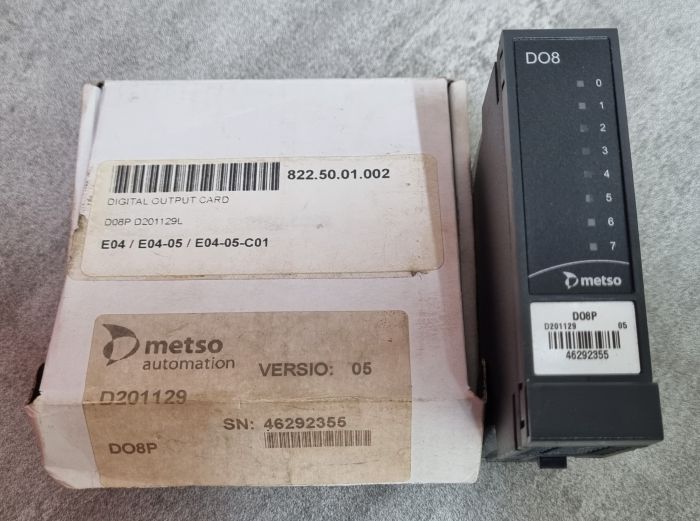 822.50.01.002
DIGITAL OUTPUT CARD
DO8P D201129L
E04 / E04-05 / E04-05-C01
metso
automation
VERSIO: 05
D201129
SN: 46292355
DO8P
DO8
0
1
2
3
4
5
6
7
metso
DO8P
D201129 05
46292355